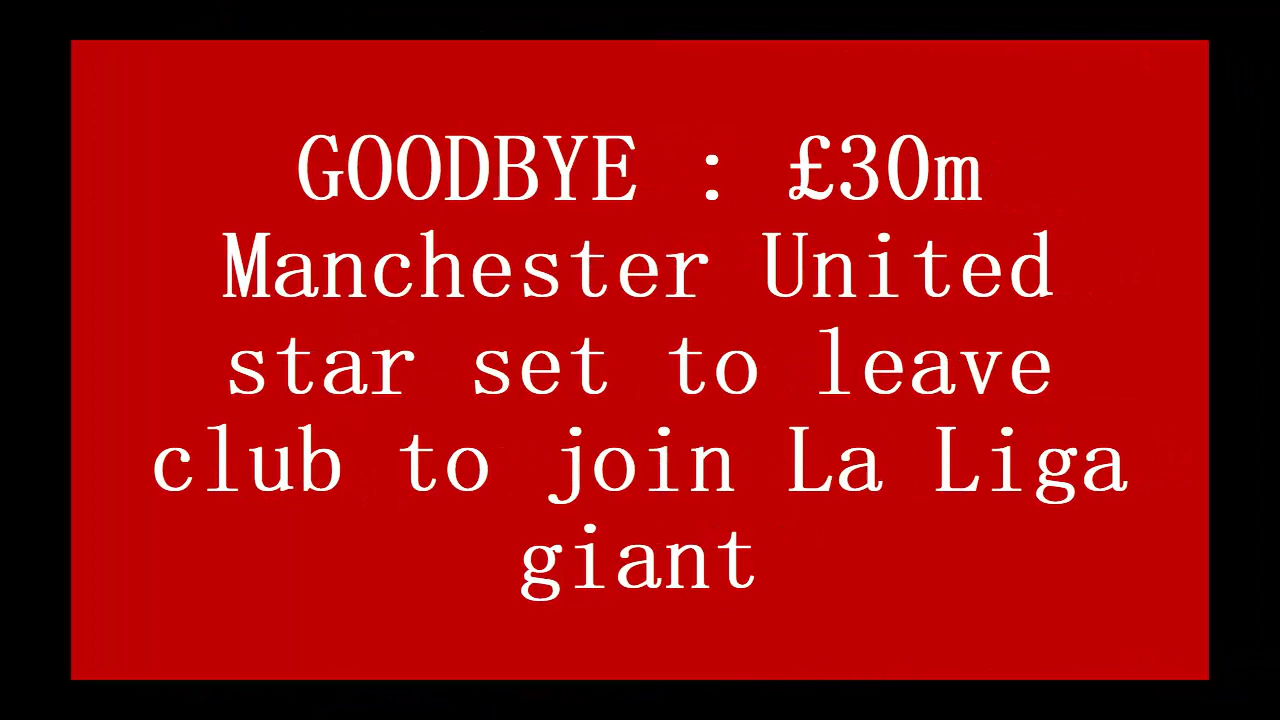 GOODBYE : £30m
Manchester United
star set to leave
club to join La Liga
giant